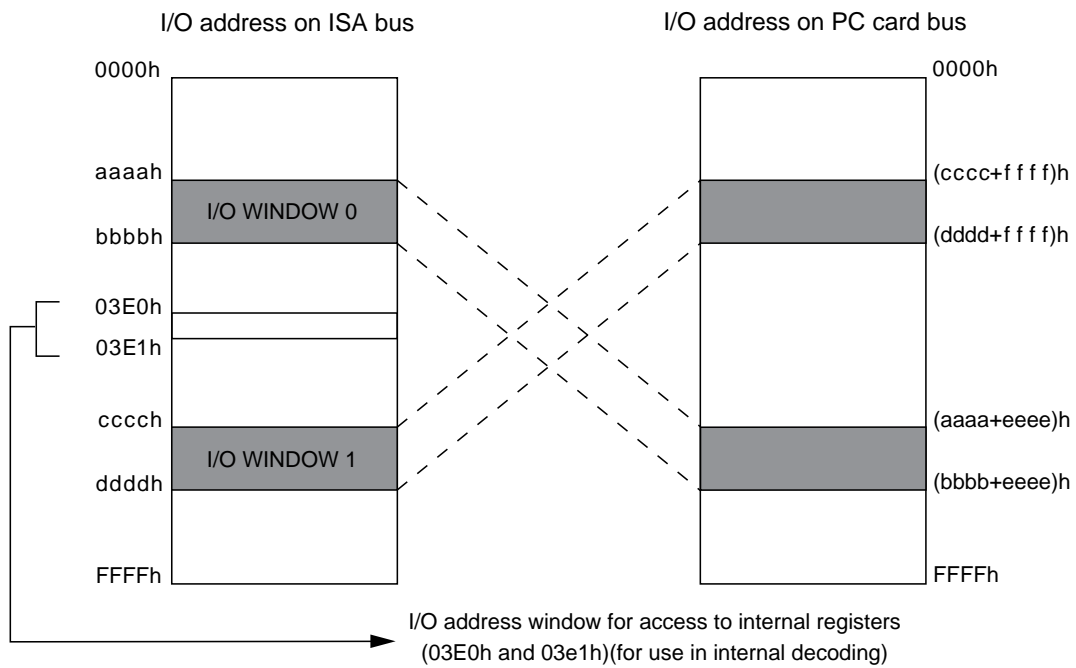 I/O address on ISA bus
I/O address on PC card bus
0000h
0000h
aaaah
(cccc+ffff)h
I/O WINDOW 0
bbbbh
(dddd+ffff)h
03E0h
03E1h
cccch
(aaaa+eeee)h
I/O WINDOW 1
ddddh
(bbbb+eeee)h
FFFFh
FFFFh
I/O address window for access to internal registers
(03E0h and 03e1h)(for use in internal decoding)